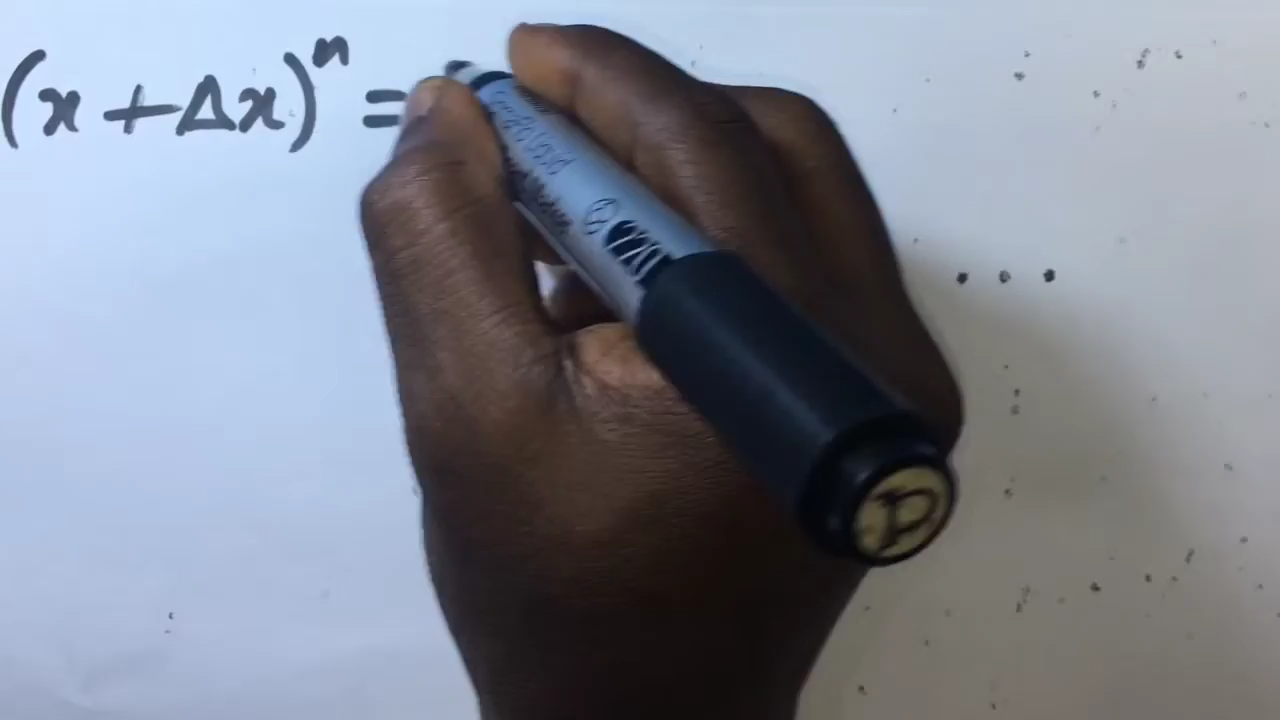 (x + Δx)ⁿ =
. . .
P